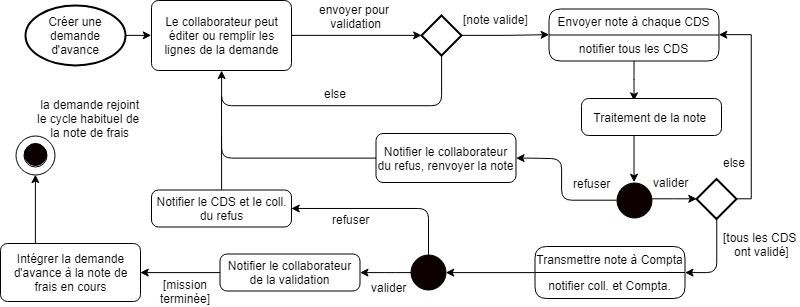 Créer une
demande
d'avance
Le collaborateur peut
éditer ou remplir les
lignes de la demande
envoyer pour
validation
[note valide]
Envoyer note à chaque CDS
notifier tous les CDS
else
la demande rejoint
le cycle habituel de
la note de frais
Traitement de la note
Notifier le collaborateur
du refus, renvoyer la note
else
refuser
valider
Notifier le CDS et le coll.
du refus
refuser
[tous les CDS
ont validé]
Intégrer la demande
d'avance à la note de
frais en cours
[mission
terminée]
Notifier le collaborateur
de la validation
valider
Transmettre note à Compta
notifier coll. et Compta.